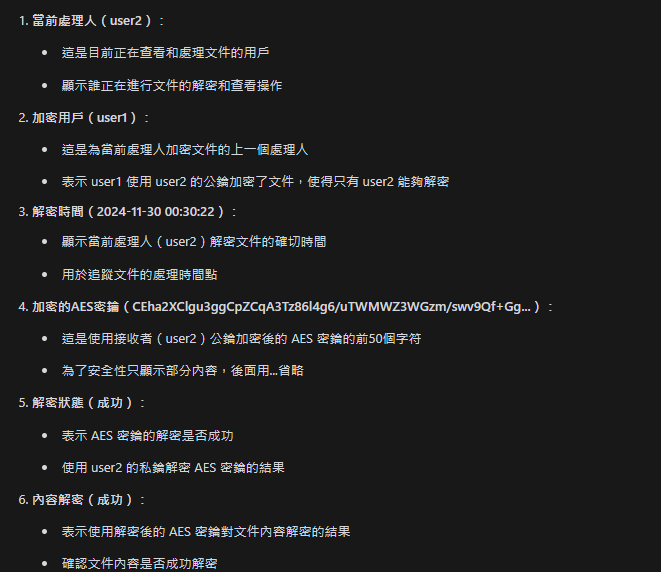 1. 當前處理人（user2）：
• 這是目前正在查看和處理文件的用戶
• 顯示誰正在進行文件的解密和查看操作
2. 加密用戶（user1）：
• 這是為當前處理人加密文件的上一個處理人
• 表示 user1 使用 user2 的公鑰加密了文件，使得只有 user2 能夠解密
3. 解密時間（2024-11-30 00:30:22）：
• 顯示當前處理人（user2）解密文件的確切時間
• 用於追蹤文件的處理時間點
4. 加密的AES密鑰（CEha2XClgu3ggCpZCqA3Tz86l4g6/uTWMWZ3WGzm/swv9Qf+Gg...）：
• 這是使用接收者（user2）公鑰加密後的 AES 密鑰的前50個字符
• 為了安全性只顯示部分內容，後面用...省略
5. 解密狀態（成功）：
• 表示 AES 密鑰的解密是否成功
• 使用 user2 的私鑰解密 AES 密鑰的結果
6. 內容解密（成功）：
• 表示使用解密後的 AES 密鑰對文件內容解密的結果
• 確認文件內容是否成功解密